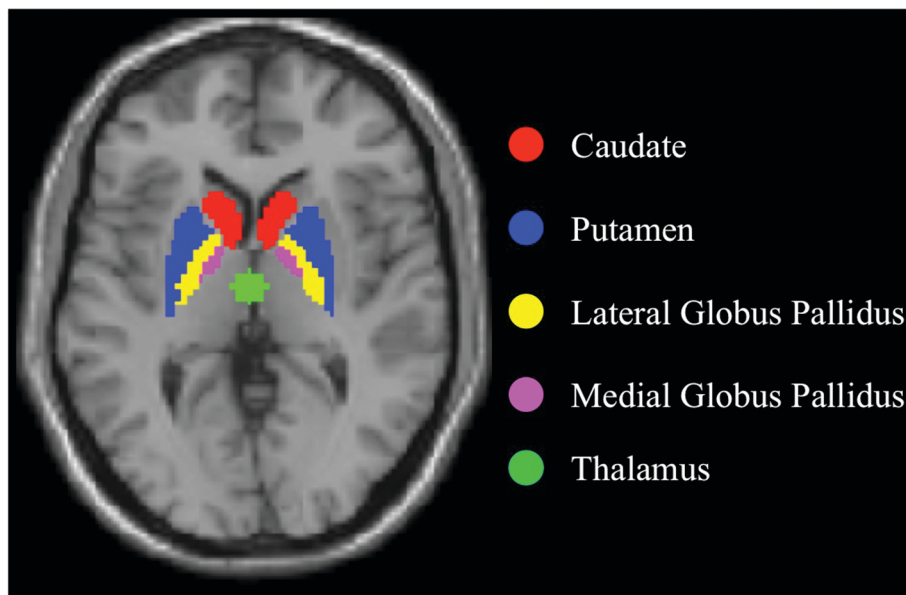 Caudate
Putamen
Lateral Globus Pallidus
Medial Globus Pallidus
Thalamus